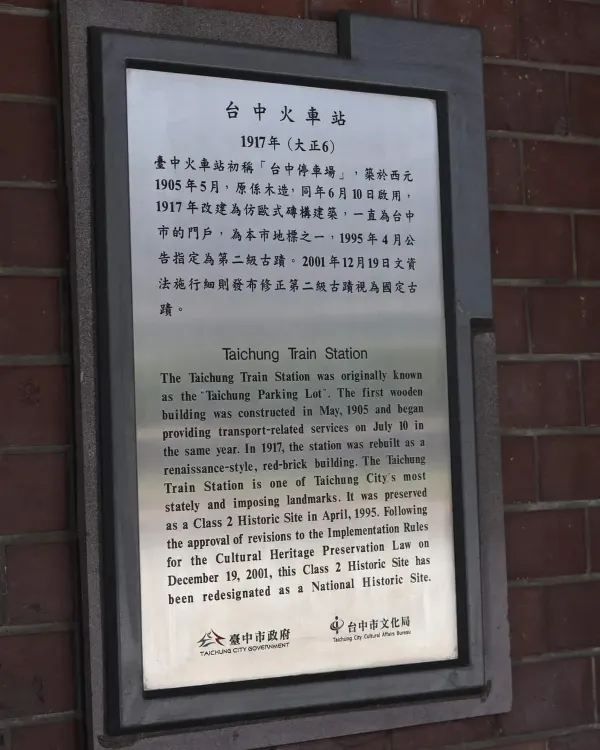 台中火車站
1917年（大正6）
臺中火車站初稱「台中停車場」，築於西元
1905年5月，原係木造，同年6月10日啟用，
1917年改建為仿歐式磚構建築，一直為台中
市的門戶，為本市地標之一，1995年4月公
告指定為第二級古蹟。2001年12月19日文資
法施行細則發布修正第二級古蹟視為國定古
蹟。
Taichung Train Station
The Taichung Train Station was originally known
as the "Taichung Parking Lot". The first wooden
building was constructed in May, 1905 and began
providing transport-related services on July 10 in
the same year. In 1917, the station was rebuilt as a
renaissance-style, red-brick building. The Taichung
Train Station is one of Taichung City's most
stately and imposing landmarks. It was preserved
as a Class 2 Historic Site in April, 1995. Following
the approval of revisions to the Implementation Rules
for the Cultural Heritage Preservation Law on
December 19, 2001, this Class 2 Historic Site has
been redesignated as a National Historic Site.
臺中市政府
TAICHUNG CITY GOVERNMENT
台中市文化局
Taichung City Cultural Affairs Bureau